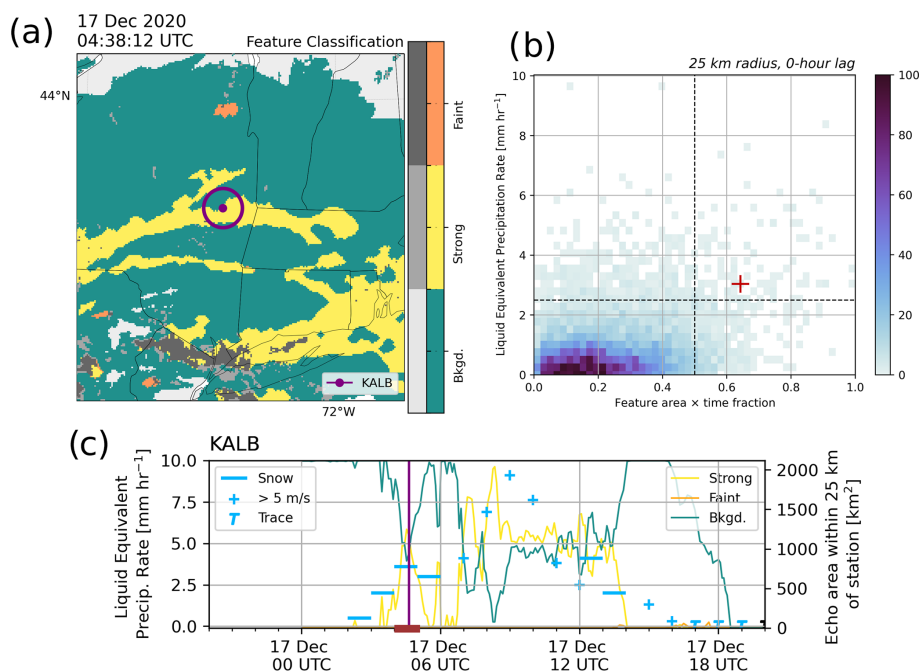 (a)
17 Dec 2020
04:38:12 UTC
Feature Classification
44°N
72°W
KALB
Faint
Strong
Bkgd.
(b)
25 km radius, 0-hour lag
Liquid Equivalent Precipitation Rate [mm hr⁻¹]
10
8
6
4
2
0
0.0 0.2 0.4 0.6 0.8 1.0
Feature area × time fraction
100
80
60
40
20
0
(c)
KALB
Liquid Equivalent
Precip. Rate [mm hr⁻¹]
10.0
7.5
5.0
2.5
0.0
Snow
> 5 m/s
Trace
Strong
Faint
Bkgd.
2000
1500
1000
500
0
Echo area within 25 km
of station [km²]
17 Dec 17 Dec 17 Dec 17 Dec
00 UTC 06 UTC 12 UTC 18 UTC